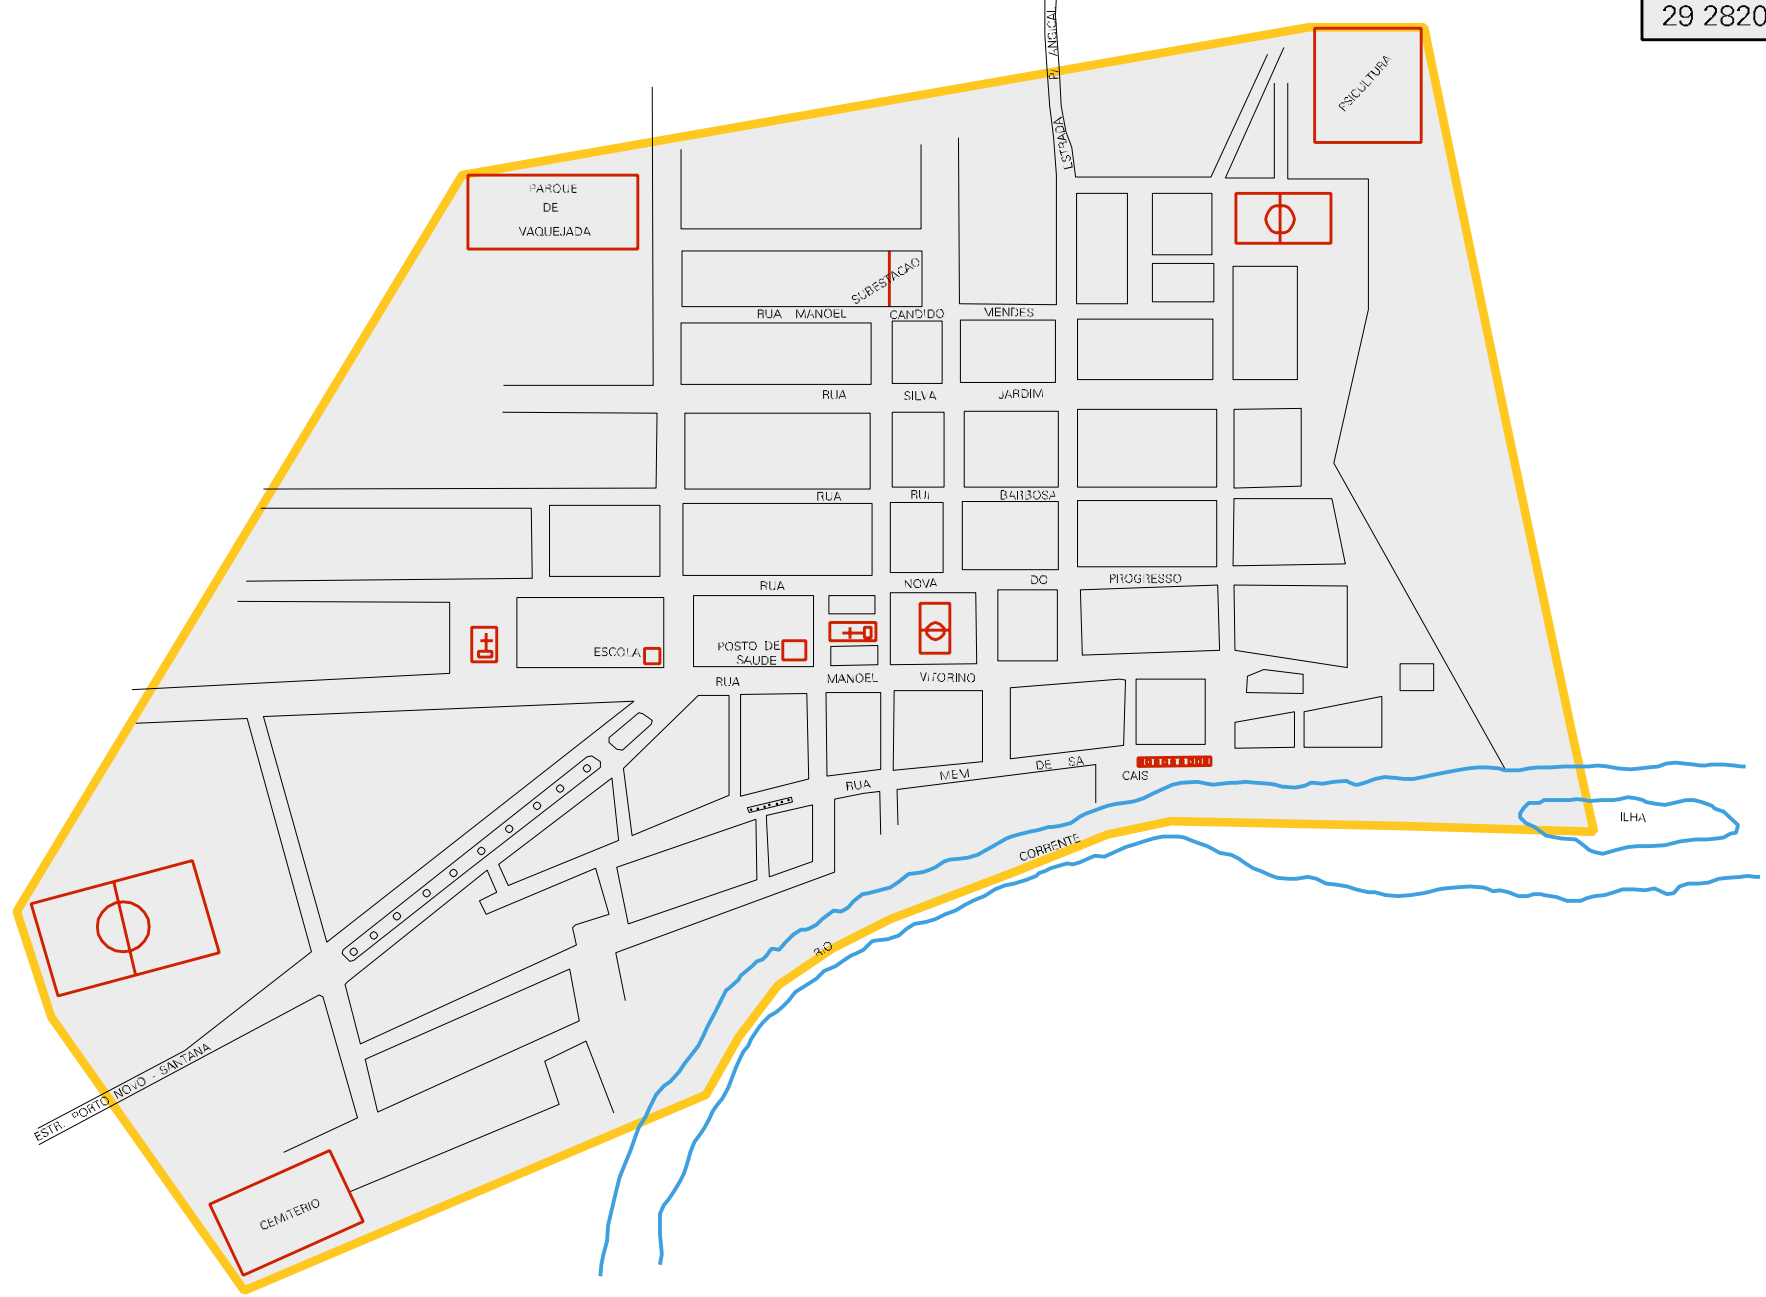 29 2820
P/ ANGICAL
ESTRADA
PSICULTURA
PARQUE
DE
VAQUEJADA
SUBESTACAO
RUA MANOEL CANDIDO MENDES
RUA SILVA JARDIM
RUA RUI BARBOSA
RUA NOVA DO PROGRESSO
ESCOLA
POSTO DE
SAUDE
RUA MANOEL VITORINO
RUA MEM DE SA
CAIS
ILHA
RIO CORRENTE
ESTR. PORTO NOVO - SANTANA
CEMITERIO